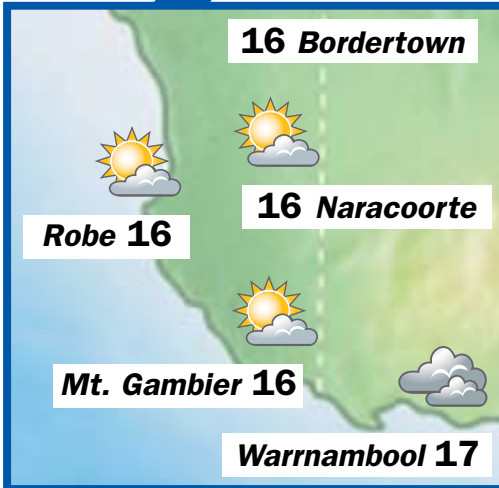 16 Bordertown
16 Naracoorte
Robe 16
Mt. Gambier 16
Warrnambool 17